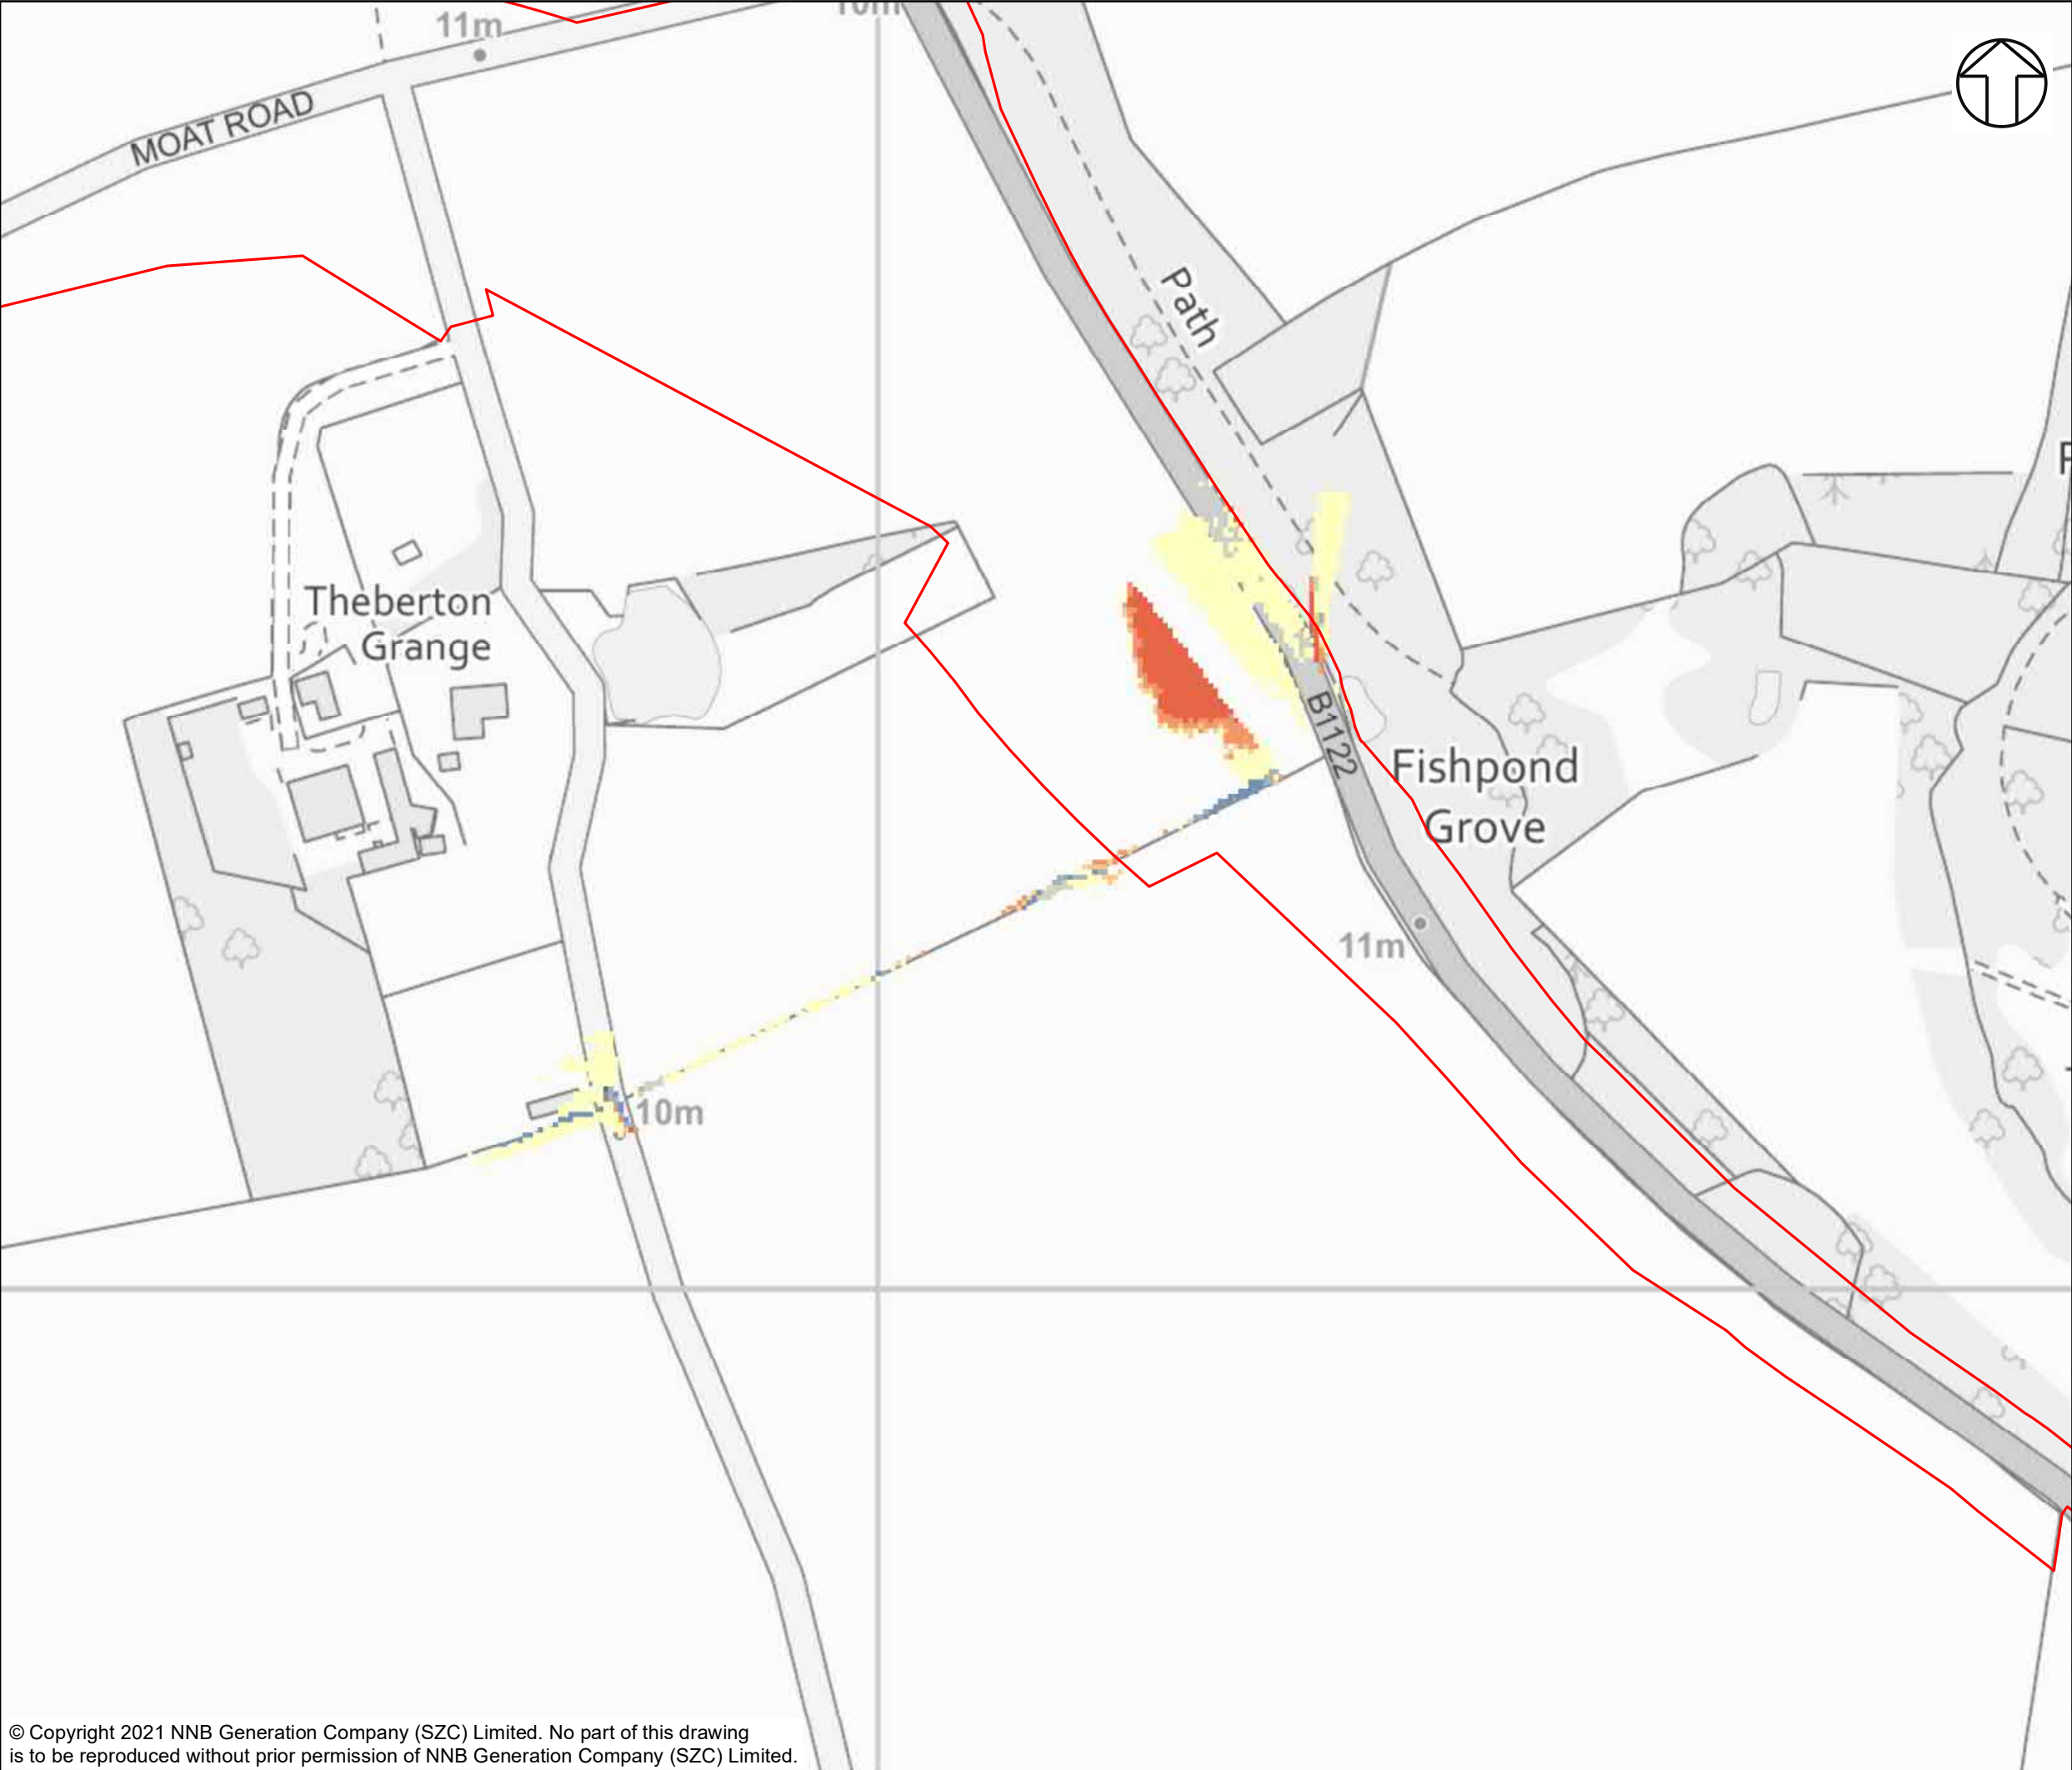 11m
10m
MOAT ROAD
Path
Theberton
Grange
B1122
Fishpond
Grove
11m
10m
© Copyright 2021 NNB Generation Company (SZC) Limited. No part of this drawing
is to be reproduced without prior permission of NNB Generation Company (SZC) Limited.